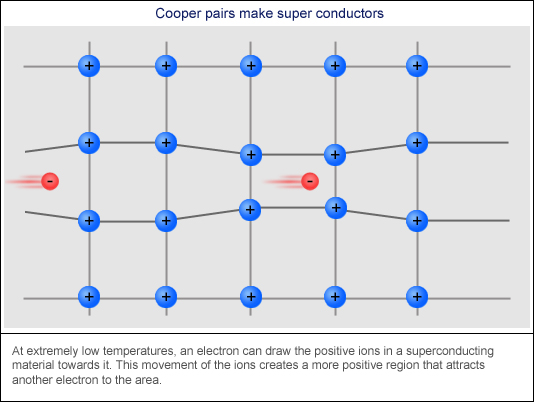 Cooper pairs make super conductors
+ + + + +
+ + + + +
- -
+ + + + +
+ + + + +
At extremely low temperatures, an electron can draw the positive ions in a superconducting
material towards it. This movement of the ions creates a more positive region that attracts
another electron to the area.